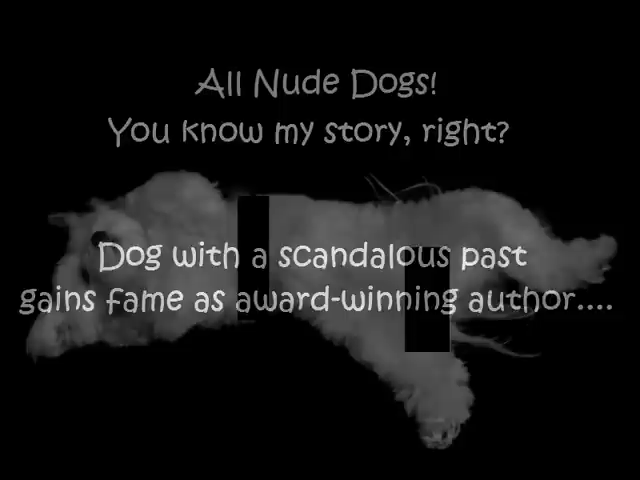 All Nude Dogs!
You know my story, right?
Dog with a scandalous past
gains fame as award-winning author....